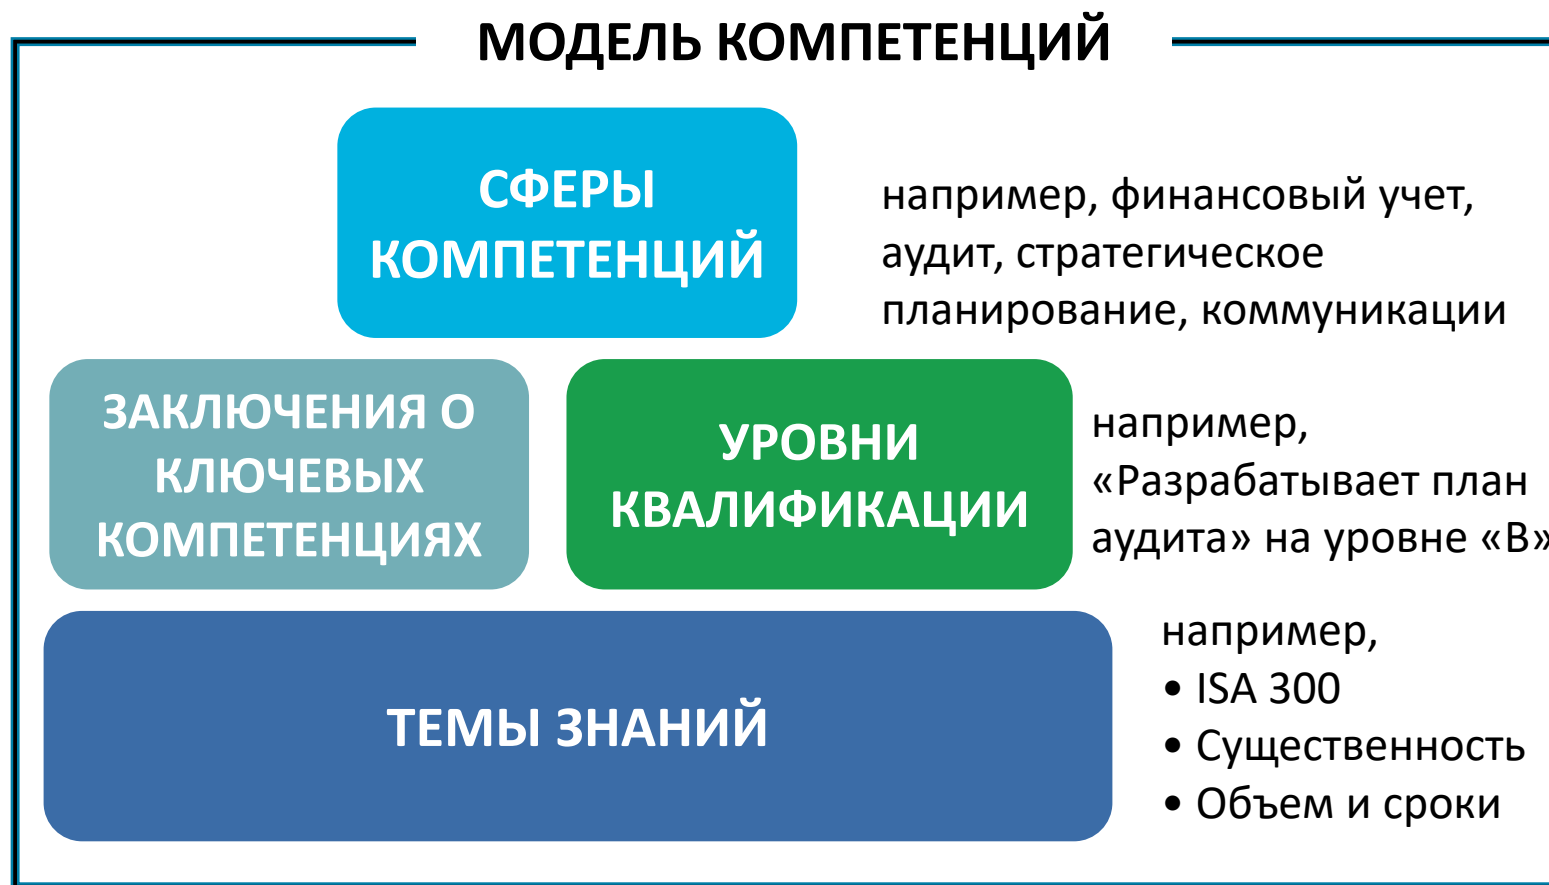 МОДЕЛЬ КОМПЕТЕНЦИЙ
СФЕРЫ
КОМПЕТЕНЦИЙ
например, финансовый учет,
аудит, стратегическое
планирование, коммуникации
ЗАКЛЮЧЕНИЯ О
КЛЮЧЕВЫХ
КОМПЕТЕНЦИЯХ
УРОВНИ
КВАЛИФИКАЦИИ
например,
«Разрабатывает план
аудита» на уровне «В»
ТЕМЫ ЗНАНИЙ
например,
• ISA 300
• Существенность
• Объем и сроки